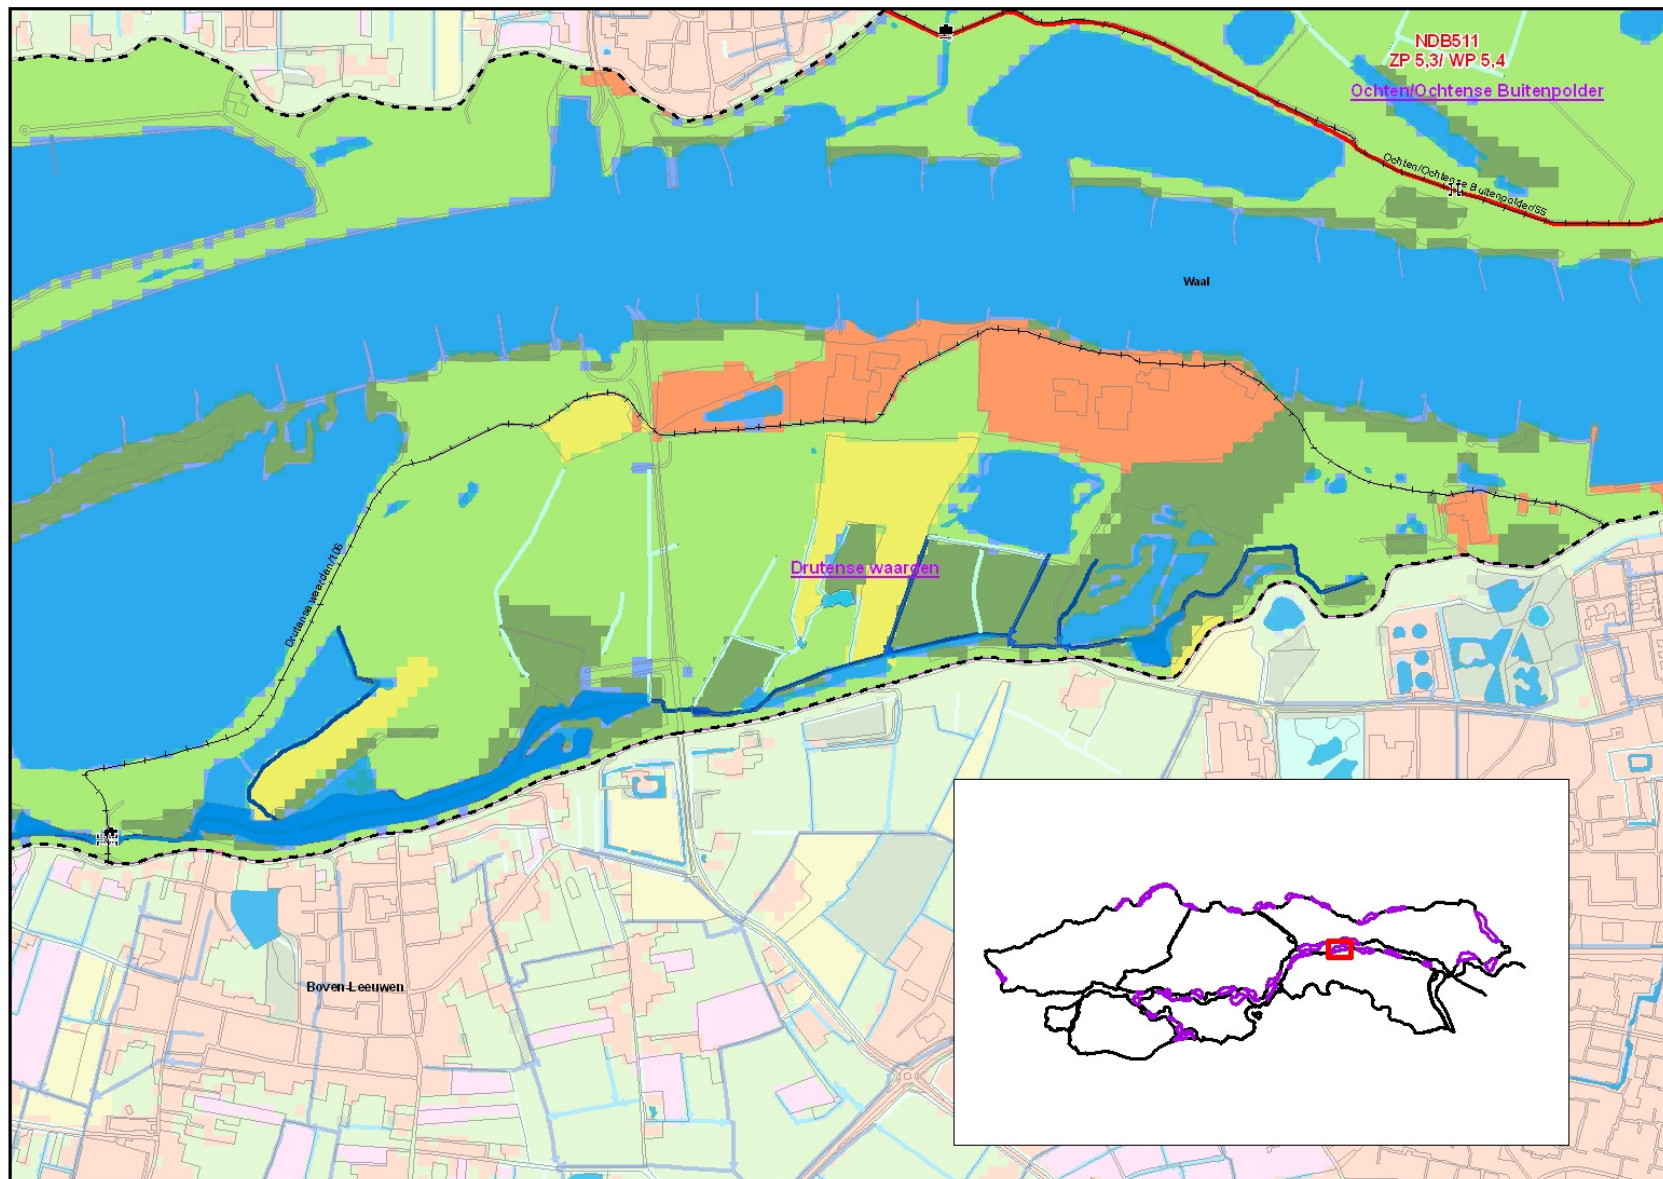 NDB511
ZP 5,3/ WP 5,4
Ochten/Ochtense Buitenpolder
Ochten/Ochtense Buitenpolder/55
Waal
Drutense waarden
Drutense waarden/106
Boven-Leeuwen